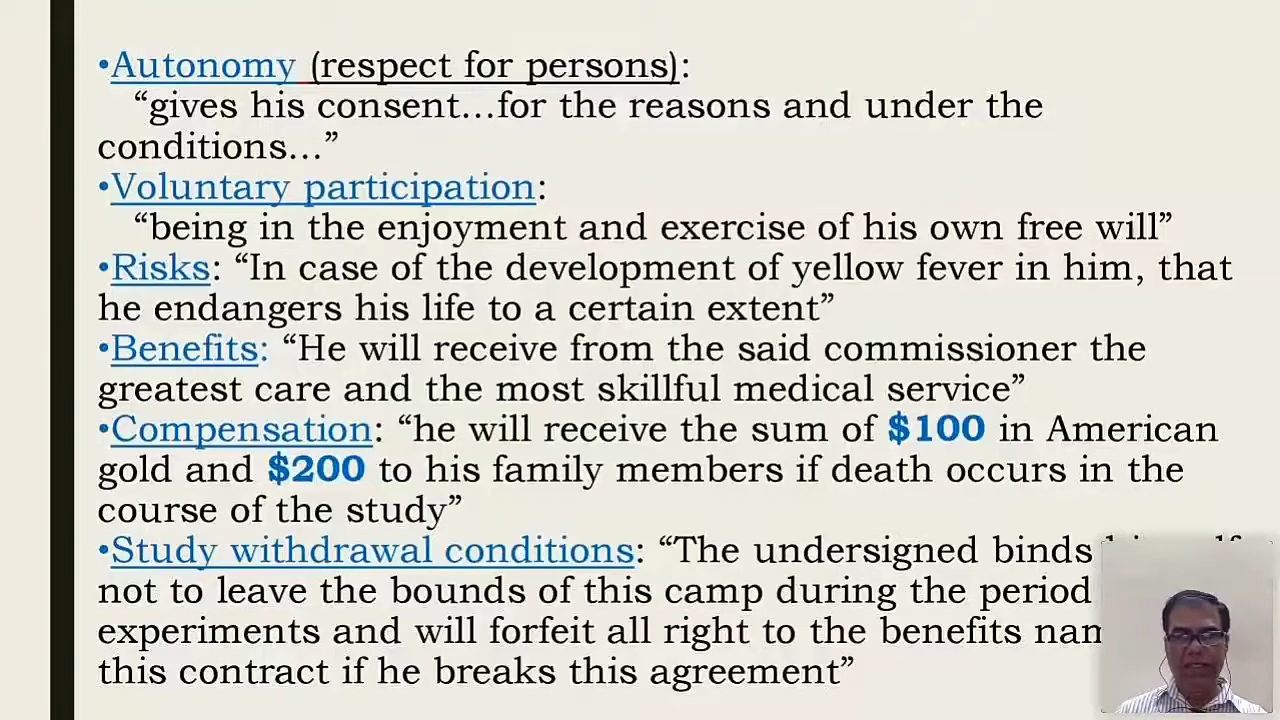 •Autonomy (respect for persons):
“gives his consent…for the reasons and under the
conditions…”
•Voluntary participation:
“being in the enjoyment and exercise of his own free will”
•Risks: “In case of the development of yellow fever in him, that
he endangers his life to a certain extent”
•Benefits: “He will receive from the said commissioner the
greatest care and the most skillful medical service”
•Compensation: “he will receive the sum of $100 in American
gold and $200 to his family members if death occurs in the
course of the study”
•Study withdrawal conditions: “The undersigned binds
not to leave the bounds of this camp during the period
experiments and will forfeit all right to the benefits
this contract if he breaks this agreement”